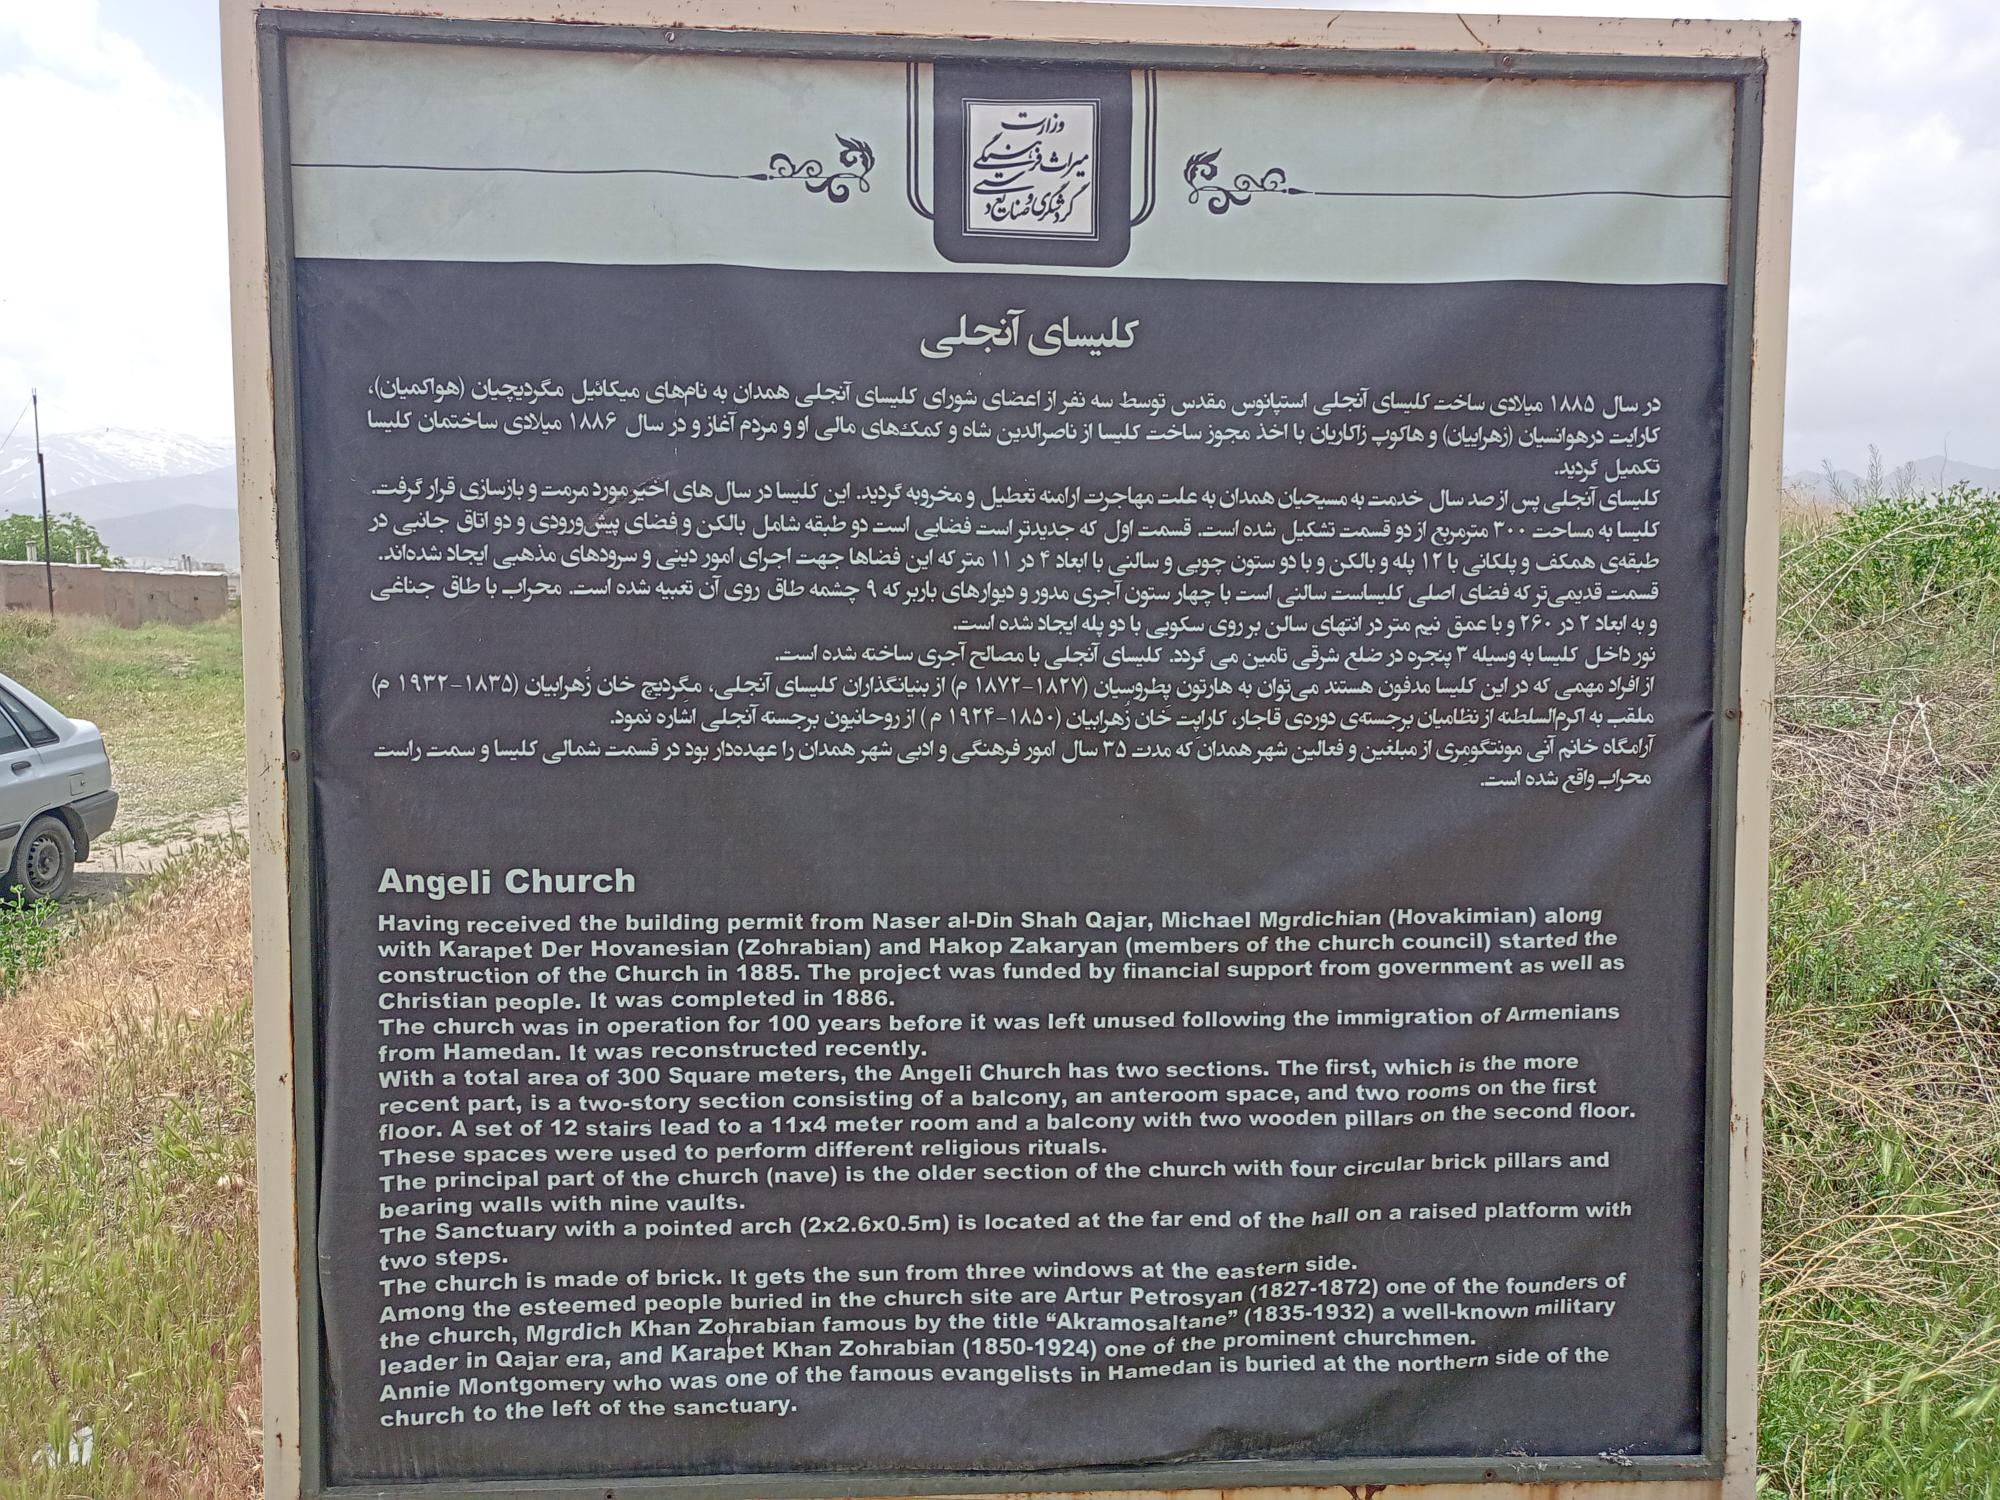 وزارت
میراث فرهنگی
گردشگری و صنایع دستی
کلیسای آنجلی
در سال ۱۸۸۵ میلادی ساخت کلیسای آنجلی استپانوس مقدس توسط سه نفر از اعضای شورای کلیسای آنجلی همدان به نام‌های میکائیل مگردیچیان (هواکمیان)،
کاراپت درهوانسیان (زهرابیان) و هاکوپ زاکاریان با اخذ مجوز ساخت کلیسا از ناصرالدین شاه و کمک‌های مالی او و مردم آغاز و در سال ۱۸۸۶ میلادی ساختمان کلیسا
تکمیل گردید.
کلیسای آنجلی پس از صد سال خدمت به مسیحیان همدان به علت مهاجرت ارامنه تعطیل و مخروبه گردید. این کلیسا در سال های اخیر مورد مرمت و بازسازی قرار گرفت.
کلیسا به مساحت ۳۰۰ مترمربع از دو قسمت تشکیل شده است. قسمت اول که جدیدتر است فضایی است دو طبقه شامل بالکن و فضای پیش‌ورودی و دو اتاق جانبی در
طبقه‌ی همکف و پلکانی با ۱۲ پله و بالکن و با دو ستون چوبی و سالنی با ابعاد ۴ در ۱۱ متر که این فضاها جهت اجرای امور دینی و سرودهای مذهبی ایجاد شده‌اند.
قسمت قدیمی‌تر که فضای اصلی کلیساست سالنی است با چهار ستون آجری مدور و دیوارهای باربر که ۹ چشمه طاق روی آن تعبیه شده است. محراب با طاق جناغی
و به ابعاد ۲ در ۲۶۰ و با عمق نیم متر در انتهای سالن بر روی سکویی با دو پله ایجاد شده است.
نور داخل کلیسا به وسیله ۳ پنجره در ضلع شرقی تامین می گردد. کلیسای آنجلی با مصالح آجری ساخته شده است.
از افراد مهمی که در این کلیسا مدفون هستند می‌توان به هارتون پطروسیان (۱۸۲۷-۱۸۷۲ م) از بنیانگذاران کلیسای آنجلی، مگردیچ خان زُهرابیان (۱۸۳۵-۱۹۳۲ م)
ملقب به اکرم‌السلطنه از نظامیان برجسته‌ی دوره‌ی قاجار، کاراپت خان زُهرابیان (۱۸۵۰-۱۹۲۴ م) از روحانیون برجسته آنجلی اشاره نمود.
آرامگاه خانم آنی مونتگومِری از مبلغین و فعالین شهر همدان که مدت ۳۵ سال امور فرهنگی و ادبی شهر همدان را عهده‌دار بود در قسمت شمالی کلیسا و سمت راست
محراب واقع شده است.
Angeli Church
Having received the building permit from Naser al-Din Shah Qajar, Michael Mgrdichian (Hovakimian) along
with Karapet Der Hovanesian (Zohrabian) and Hakop Zakaryan (members of the church council) started the
construction of the Church in 1885. The project was funded by financial support from government as well as
Christian people. It was completed in 1886.
The church was in operation for 100 years before it was left unused following the immigration of Armenians
from Hamedan. It was reconstructed recently.
With a total area of 300 Square meters, the Angeli Church has two sections. The first, which is the more
recent part, is a two-story section consisting of a balcony, an anteroom space, and two rooms on the first
floor. A set of 12 stairs lead to a 11x4 meter room and a balcony with two wooden pillars on the second floor.
These spaces were used to perform different religious rituals.
The principal part of the church (nave) is the older section of the church with four circular brick pillars and
bearing walls with nine vaults.
The Sanctuary with a pointed arch (2x2.6x0.5m) is located at the far end of the hall on a raised platform with
two steps.
The church is made of brick. It gets the sun from three windows at the eastern side.
Among the esteemed people buried in the church site are Artur Petrosyan (1827-1872) one of the founders of
the church, Mgrdich Khan Zohrabian famous by the title “Akramosaltane” (1835-1932) a well-known military
leader in Qajar era, and Karapet Khan Zohrabian (1850-1924) one of the prominent churchmen.
Annie Montgomery who was one of the famous evangelists in Hamedan is buried at the northern side of the
church to the left of the sanctuary.